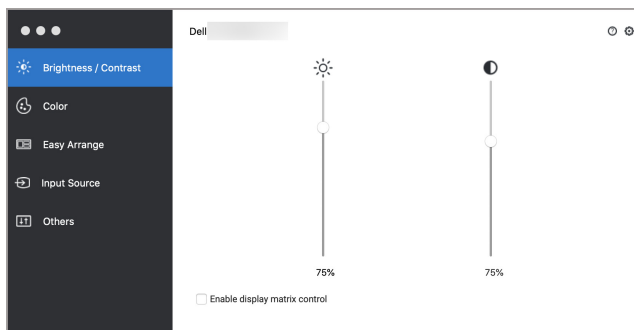 Dell
Brightness / Contrast
Color
Easy Arrange
Input Source
Others
75%
75%
Enable display matrix control